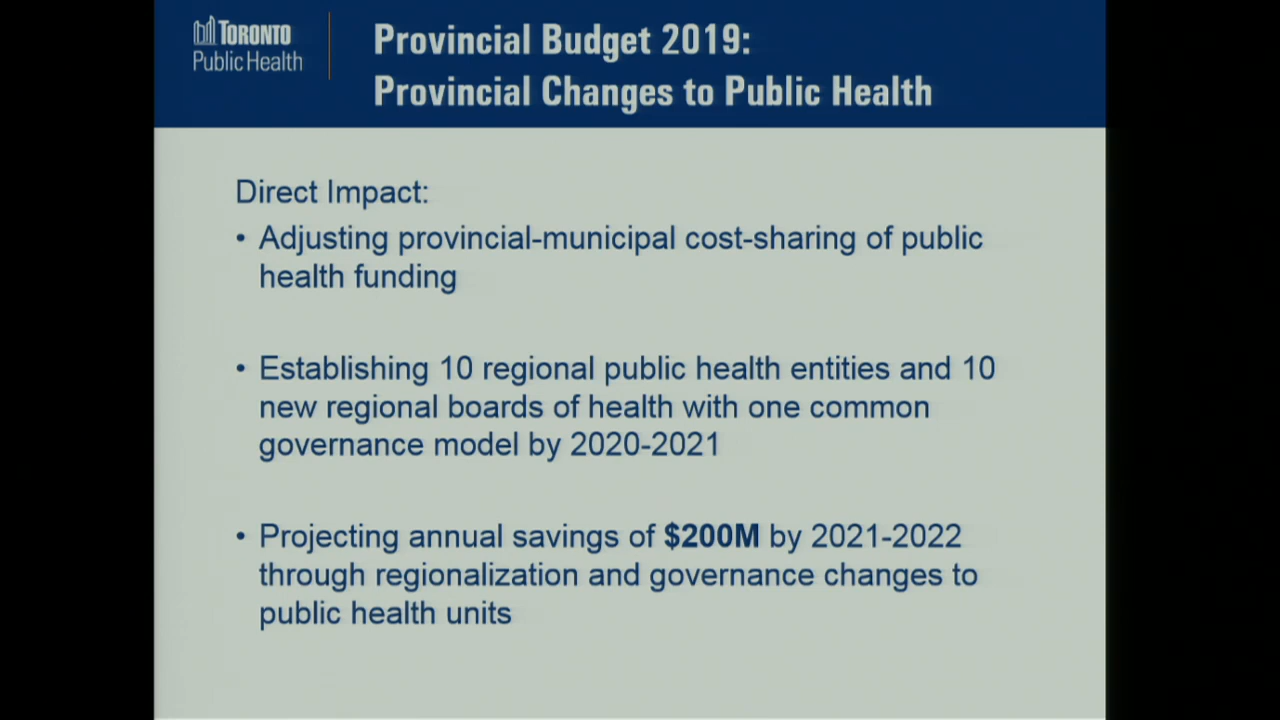 TORONTO
Public Health
Provincial Budget 2019:
Provincial Changes to Public Health
Direct Impact:
• Adjusting provincial-municipal cost-sharing of public
health funding
• Establishing 10 regional public health entities and 10
new regional boards of health with one common
governance model by 2020-2021
• Projecting annual savings of $200M by 2021-2022
through regionalization and governance changes to
public health units